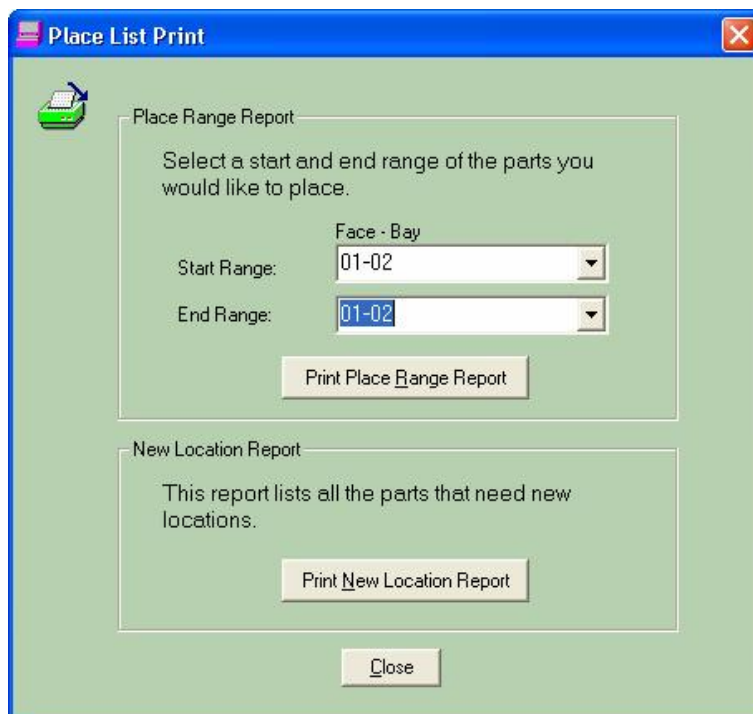 Place List Print
Place Range Report
Select a start and end range of the parts you
would like to place.
Face - Bay
Start Range: 01-02
End Range: 01-02
Print Place Range Report
New Location Report
This report lists all the parts that need new
locations.
Print New Location Report
Close